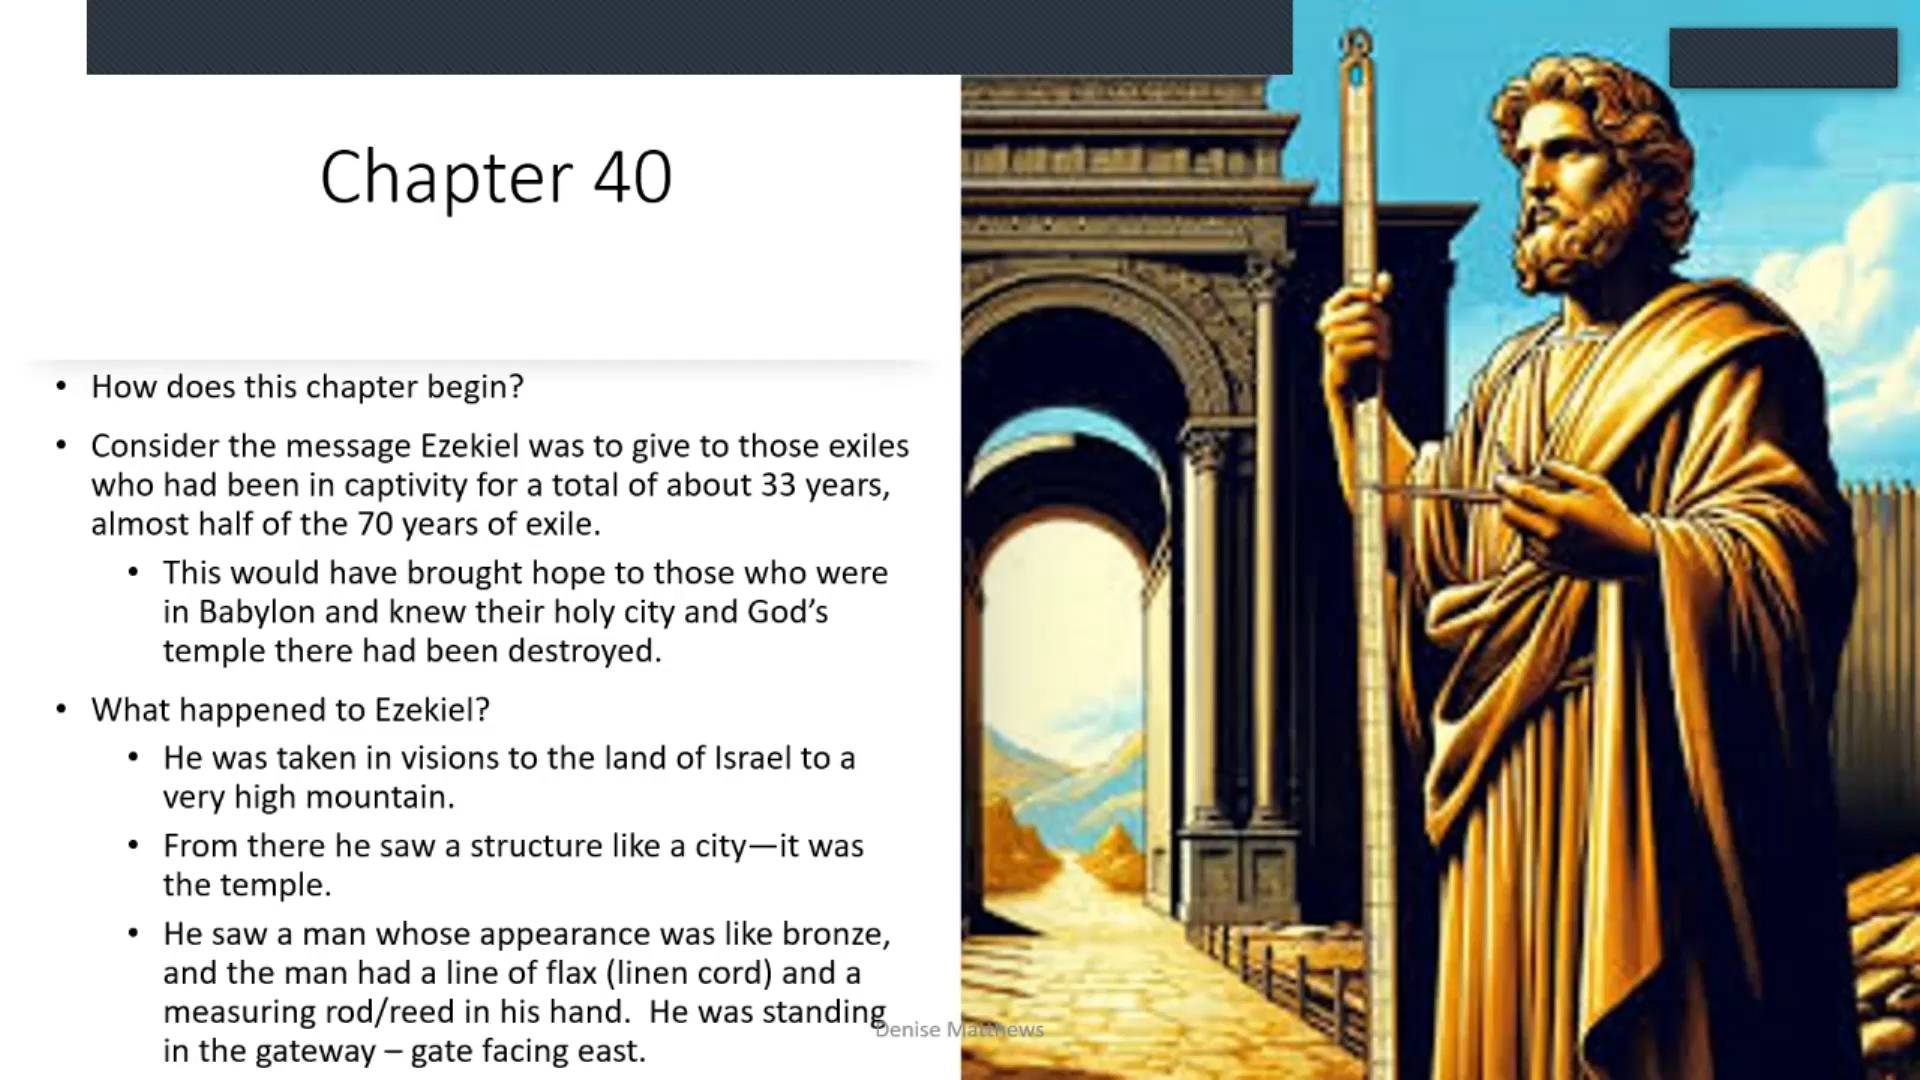 Chapter 40
• How does this chapter begin?
• Consider the message Ezekiel was to give to those exiles
who had been in captivity for a total of about 33 years,
almost half of the 70 years of exile.
• This would have brought hope to those who were
in Babylon and knew their holy city and God’s
temple there had been destroyed.
• What happened to Ezekiel?
• He was taken in visions to the land of Israel to a
very high mountain.
• From there he saw a structure like a city—it was
the temple.
• He saw a man whose appearance was like bronze,
and the man had a line of flax (linen cord) and a
measuring rod/reed in his hand.  He was standing
in the gateway – gate facing east.
Denise Matthews